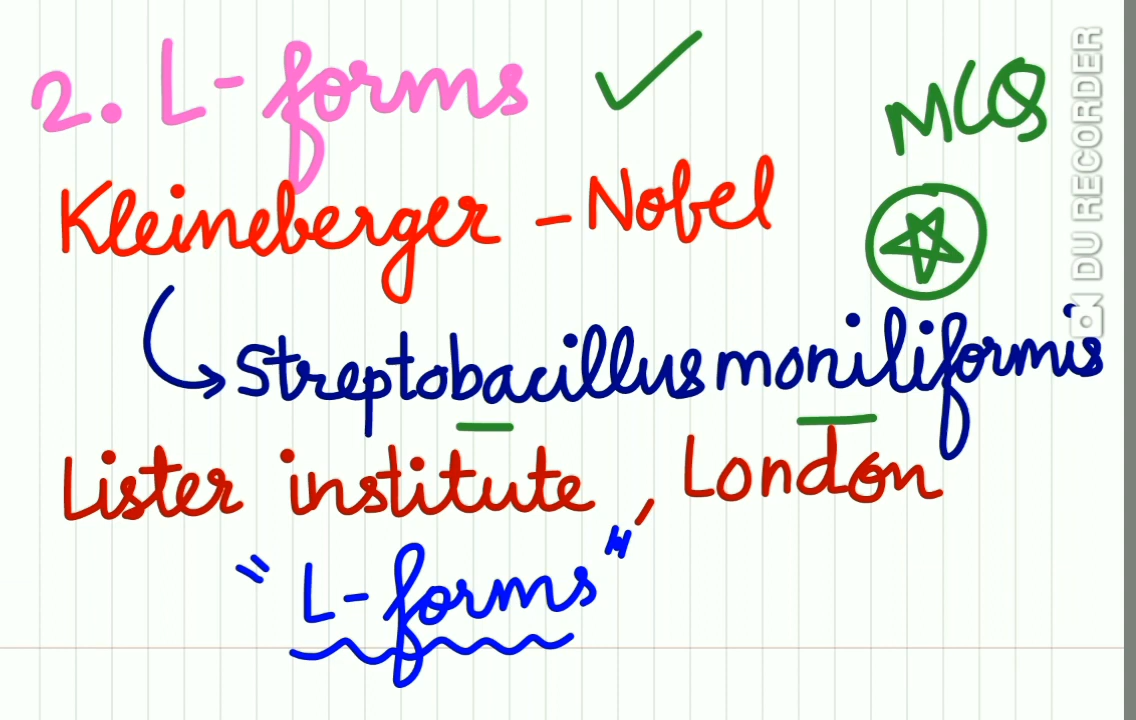 2. L-forms ✓
MCQ
Kleineberger - Nobel
Streptobacillus moniliformis
Lister institute, London
"L-forms"
DU RECORDER